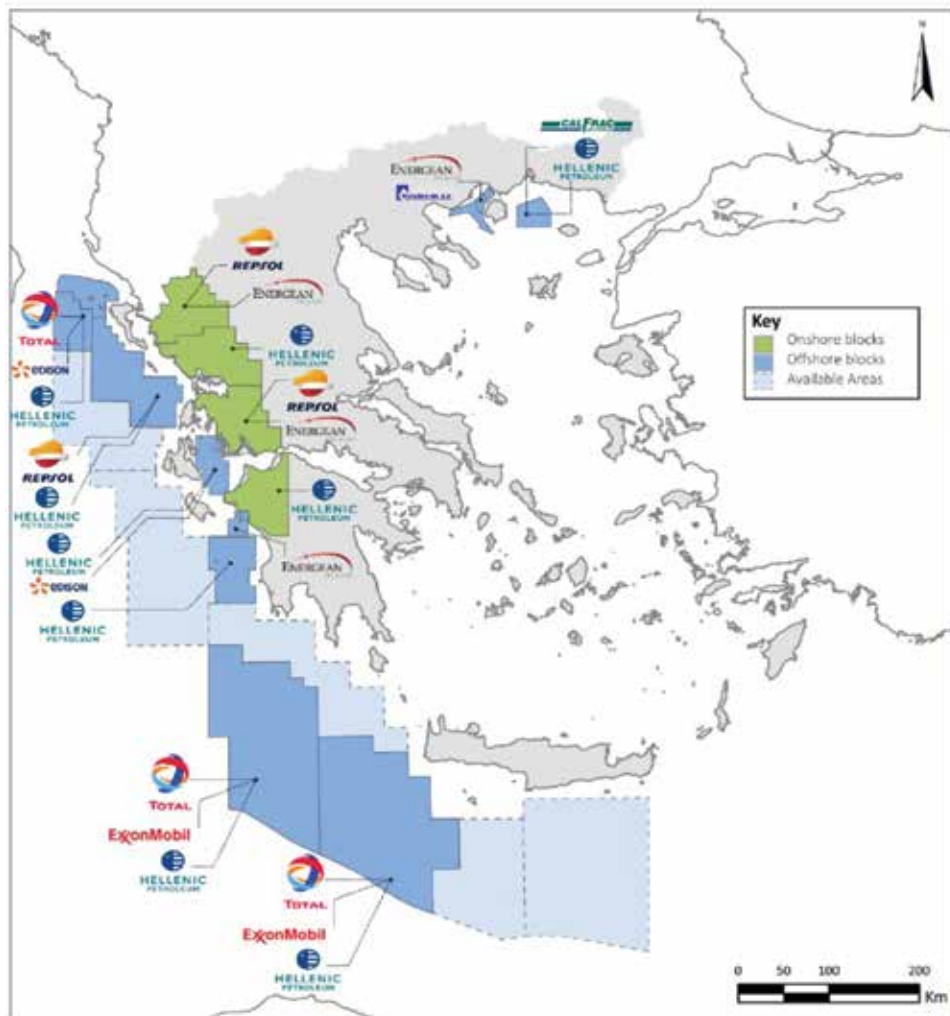 N
CALFRAC
HELLENIC
PETROLEUM
ENERGEAN
REPSOL
ENERGEAN
Key
Onshore blocks
Offshore blocks
Available Areas
TOTAL
HELLENIC
PETROLEUM
EDISON
REPSOL
HELLENIC
PETROLEUM
ENERGEAN
REPSOL
HELLENIC
PETROLEUM
HELLENIC
PETROLEUM
HELLENIC
PETROLEUM
EDISON
ENERGEAN
HELLENIC
PETROLEUM
TOTAL
ExxonMobil
HELLENIC
PETROLEUM
TOTAL
ExxonMobil
HELLENIC
PETROLEUM
0 50 100 200
Km